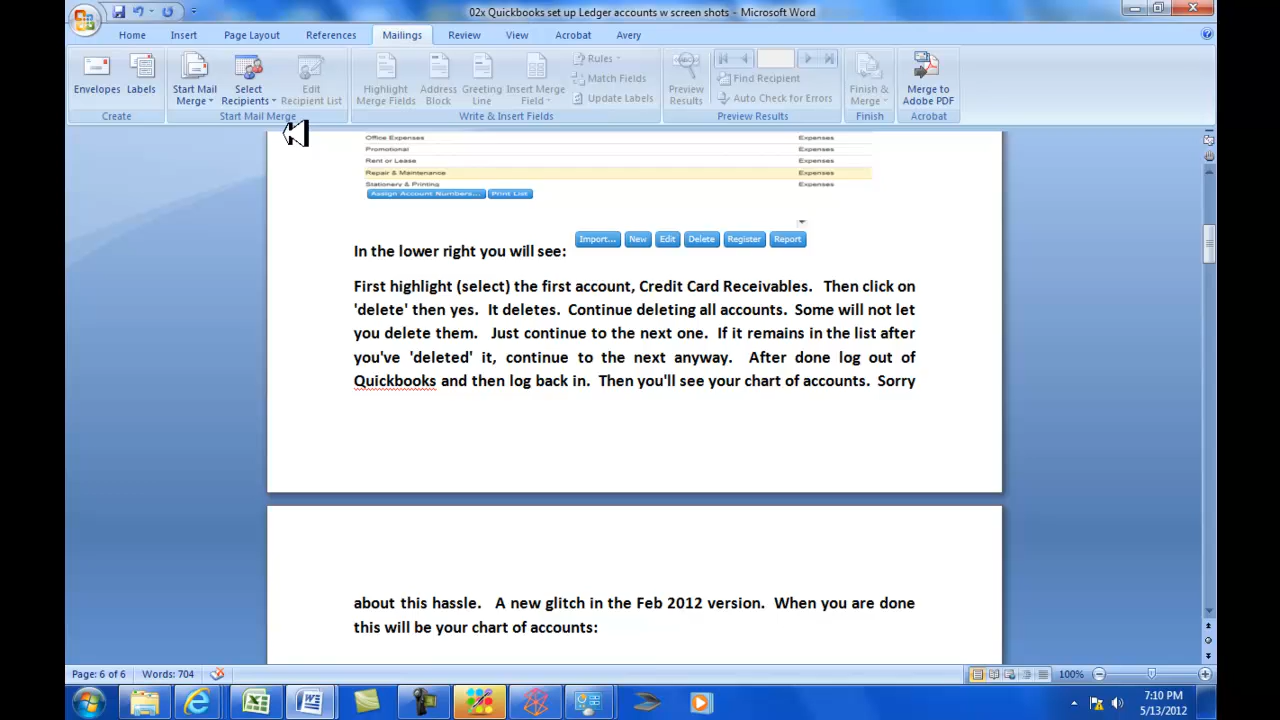 02x Quickbooks set up Ledger accounts w screen shots - Microsoft Word
Home Insert Page Layout References Mailings Review View Acrobat Avery
Envelopes Labels Start Mail Merge Select Recipients Edit Recipient List Highlight Merge Fields Address Block Greeting Line Insert Merge Field Rules Match Fields Update Labels Preview Results Find Recipient Auto Check for Errors Finish & Merge Merge to Adobe PDF
Create Start Mail Merge Write & Insert Fields Preview Results Finish Acrobat
Office Expenses Expenses
Promotional Expenses
Rent or Lease Expenses
Repair & Maintenance Expenses
Stationery & Printing Expenses
Assign Account Numbers... Print List
In the lower right you will see: Import... New Edit Delete Register Report
First highlight (select) the first account, Credit Card Receivables. Then click on
'delete' then yes. It deletes. Continue deleting all accounts. Some will not let
you delete them. Just continue to the next one. If it remains in the list after
you've 'deleted' it, continue to the next anyway. After done log out of
Quickbooks and then log back in. Then you'll see your chart of accounts. Sorry
about this hassle. A new glitch in the Feb 2012 version. When you are done
this will be your chart of accounts:
Page: 6 of 6 Words: 704 100%
7:10 PM
5/13/2012